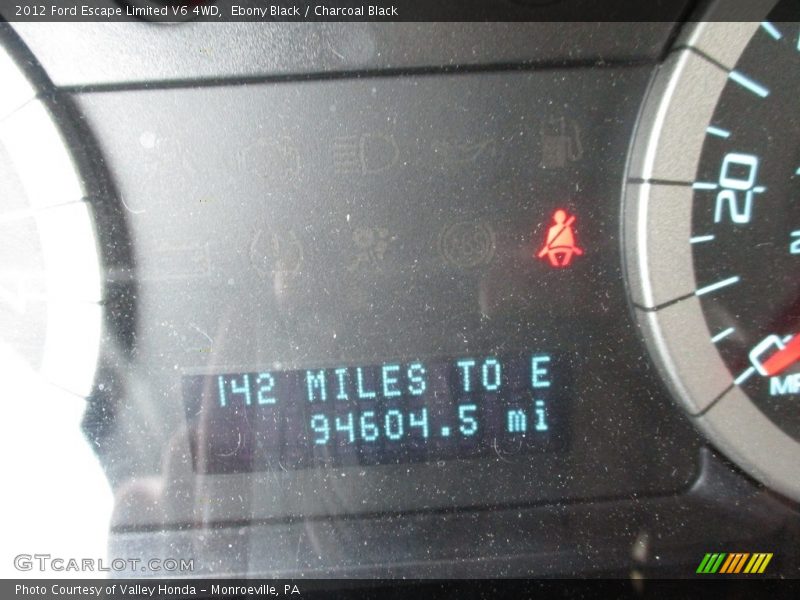 2012 Ford Escape Limited V6 4WD,  Ebony Black / Charcoal Black
20
142 MILES TO E
94604.5 mi
0
GTCARLOT.COM
Photo Courtesy of Valley Honda - Monroeville, PA